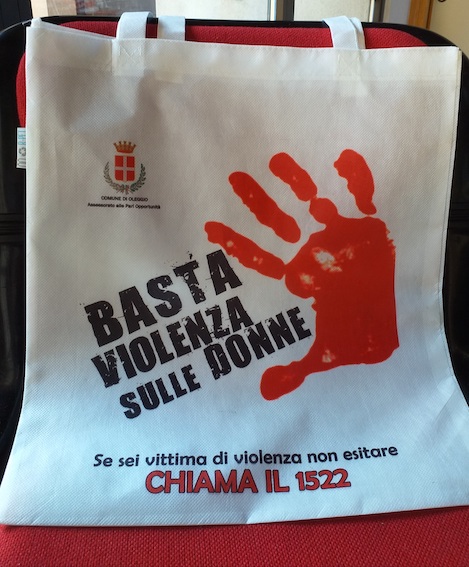 COMUNE DI OLEGGIO
Assessorato alle Pari Opportunità
BASTA
VIOLENZA
SULLE DONNE
Se sei vittima di violenza non esitare
CHIAMA IL 1522